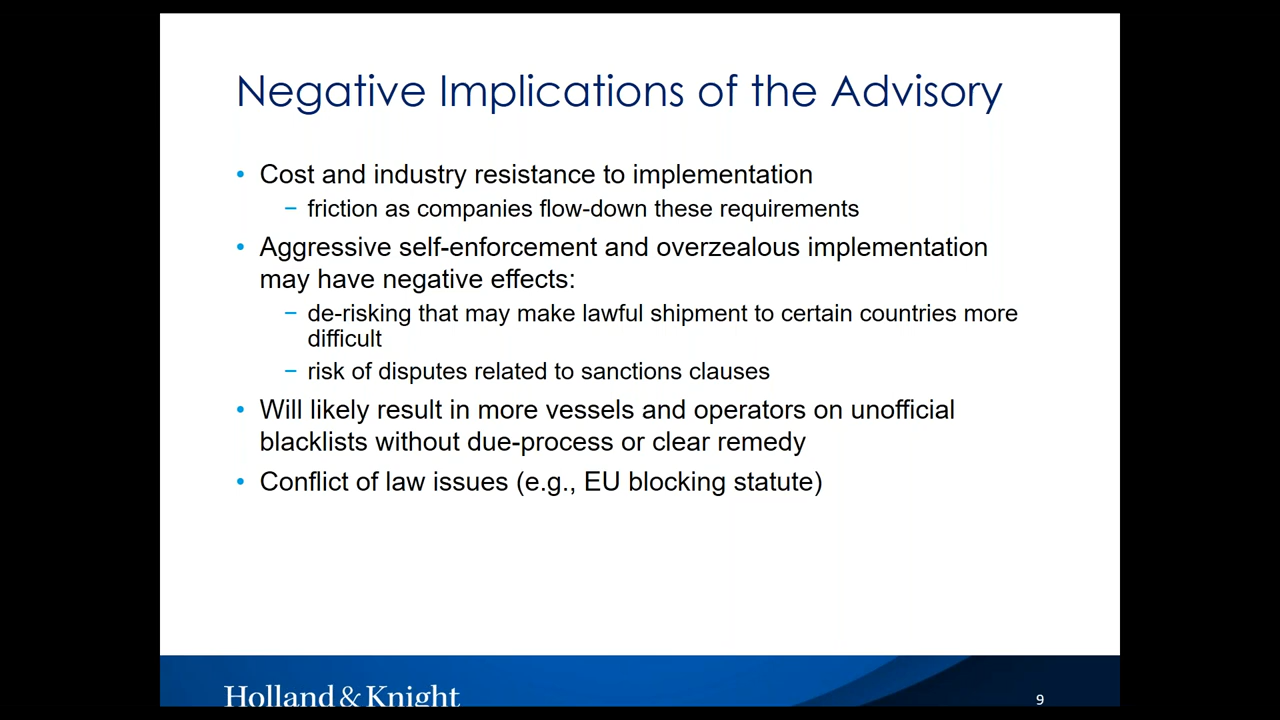 Negative Implications of the Advisory
• Cost and industry resistance to implementation
– friction as companies flow-down these requirements
• Aggressive self-enforcement and overzealous implementation
may have negative effects:
– de-risking that may make lawful shipment to certain countries more
difficult
– risk of disputes related to sanctions clauses
• Will likely result in more vessels and operators on unofficial
blacklists without due-process or clear remedy
• Conflict of law issues (e.g., EU blocking statute)
Holland & Knight
9